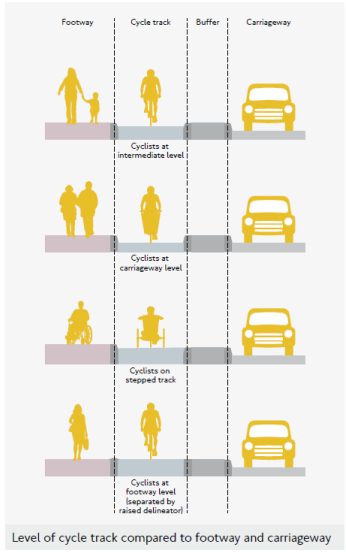 Footway Cycle track Buffer Carriageway
Cyclists at
intermediate level
Cyclists at
carriageway level
Cyclists on
stepped track
Cyclists at
footway level
(separated by
raised delineator)
Level of cycle track compared to footway and carriageway